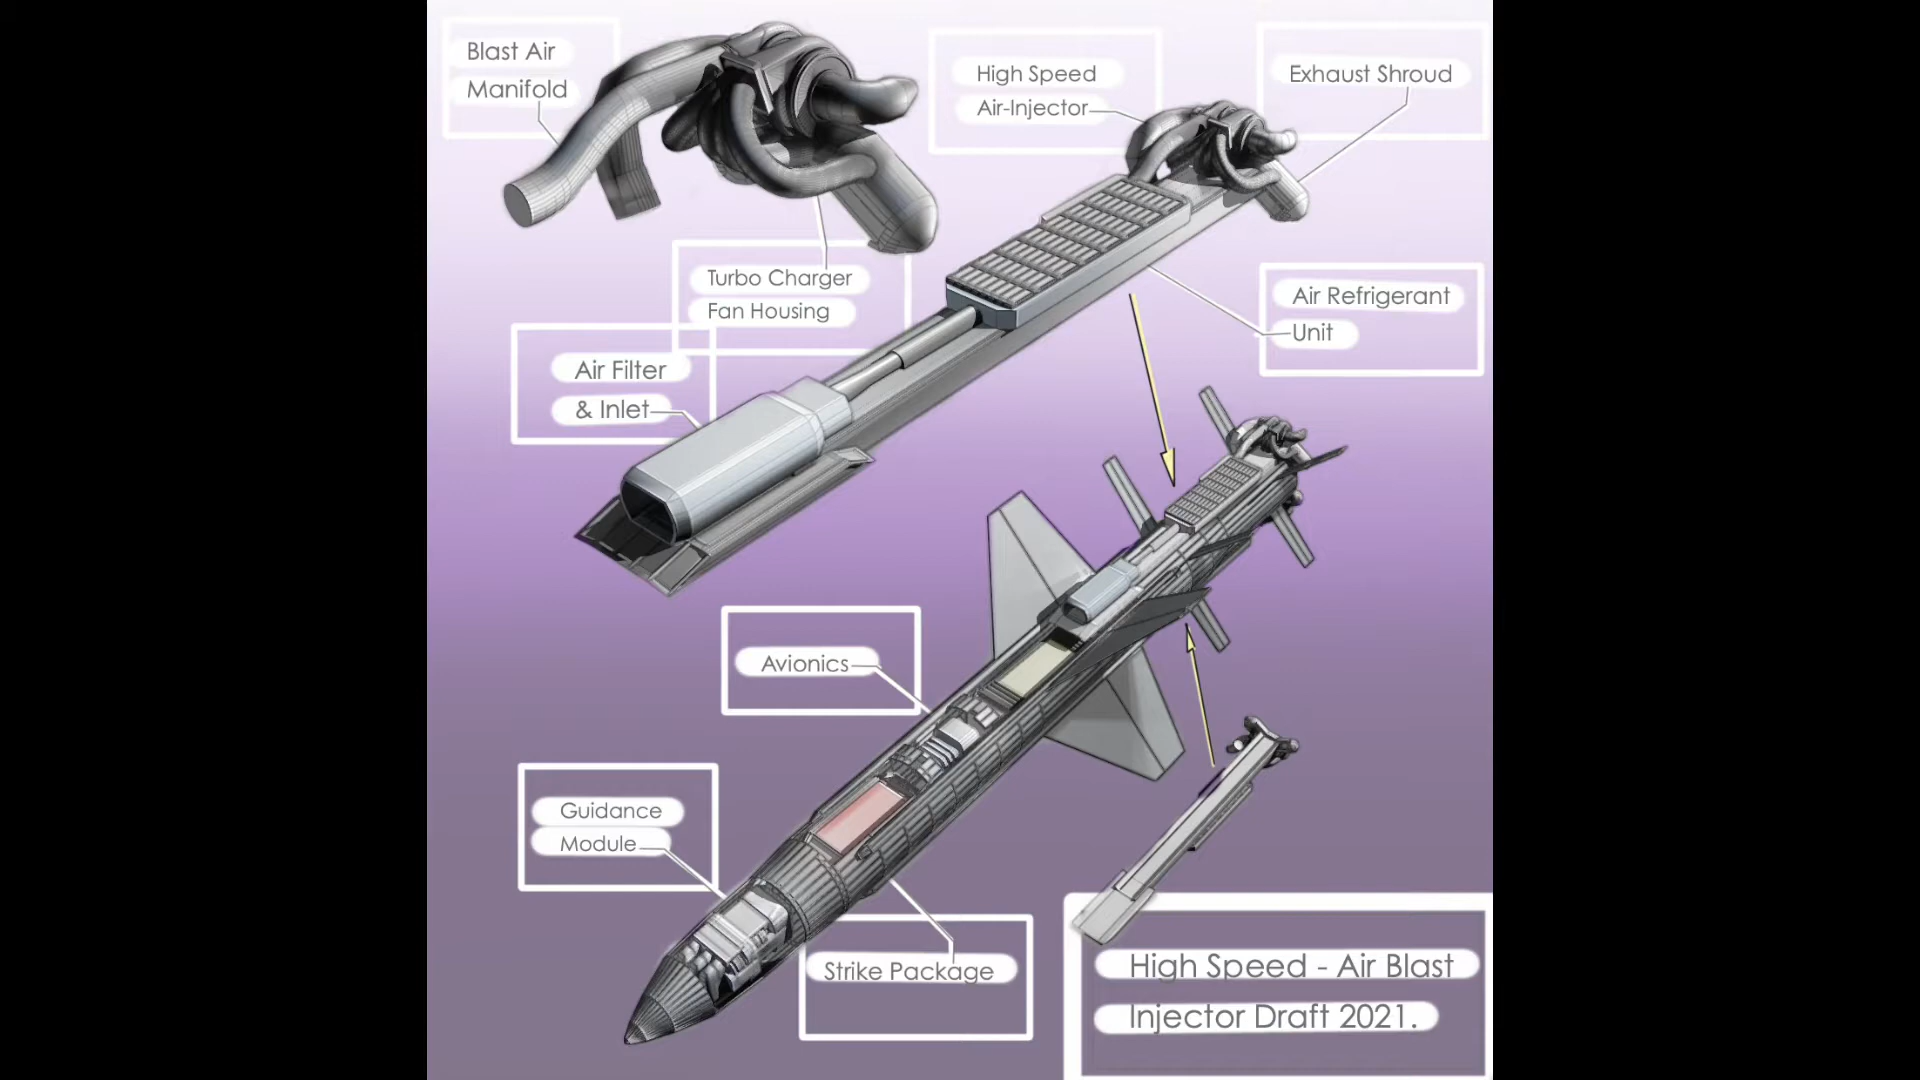 Blast Air
Manifold
High Speed
Air-Injector
Exhaust Shroud
Turbo Charger
Fan Housing
Air Refrigerant
Unit
Air Filter
& Inlet
Avionics
Guidance
Module
Strike Package
High Speed - Air Blast
Injector Draft 2021.